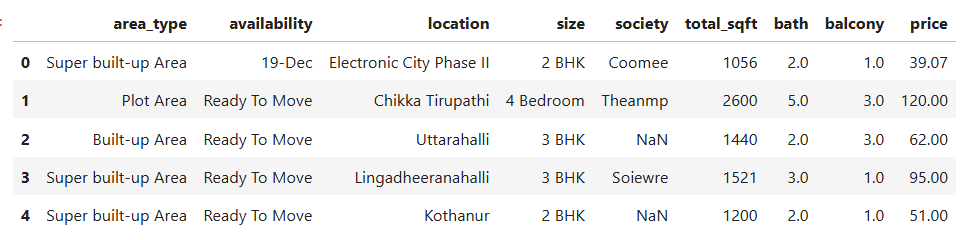 area_type availability location size society total_sqft bath balcony price
0 Super built-up Area 19-Dec Electronic City Phase II 2 BHK Coomee 1056 2.0 1.0 39.07
1 Plot Area Ready To Move Chikka Tirupathi 4 Bedroom Theanmp 2600 5.0 3.0 120.00
2 Built-up Area Ready To Move Uttarahalli 3 BHK NaN 1440 2.0 3.0 62.00
3 Super built-up Area Ready To Move Lingadheeranahalli 3 BHK Soiewre 1521 3.0 1.0 95.00
4 Super built-up Area Ready To Move Kothanur 2 BHK NaN 1200 2.0 1.0 51.00